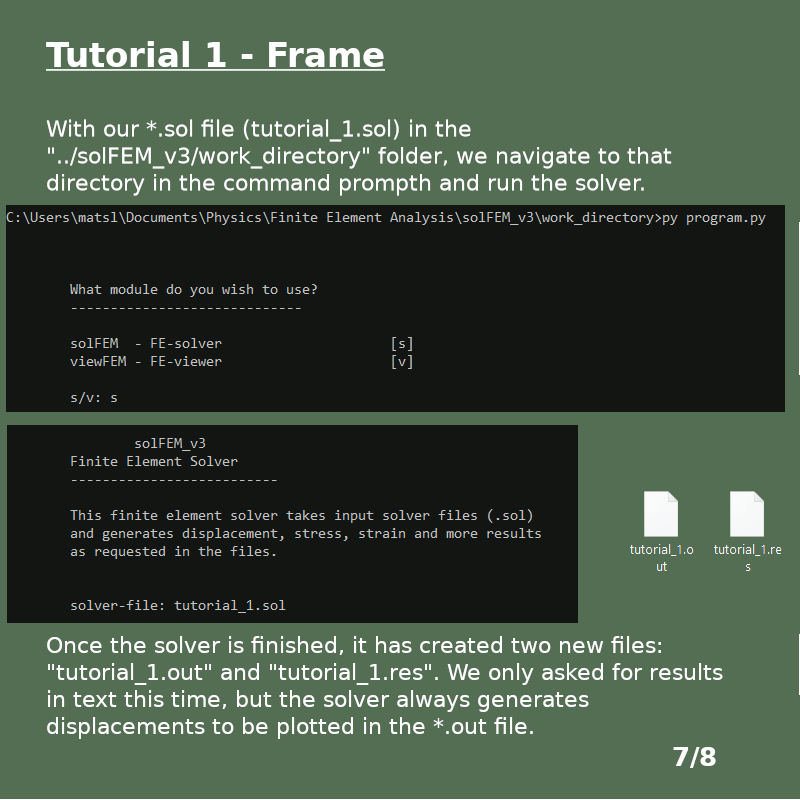 Tutorial 1 - Frame
With our *.sol file (tutorial_1.sol) in the
"../solFEM_v3/work_directory" folder, we navigate to that
directory in the command prompth and run the solver.
C:\Users\matsl\Documents\Physics\Finite Element Analysis\solFEM_v3\work_directory>py program.py
What module do you wish to use?
-----------------------------
solFEM  - FE-solver                     [s]
viewFEM - FE-viewer                     [v]
s/v: s
solFEM_v3
Finite Element Solver
--------------------------
This finite element solver takes input solver files (.sol)
and generates displacement, stress, strain and more results
as requested in the files.
solver-file: tutorial_1.sol
tutorial_1.o
ut
tutorial_1.re
s
Once the solver is finished, it has created two new files:
"tutorial_1.out" and "tutorial_1.res". We only asked for results
in text this time, but the solver always generates
displacements to be plotted in the *.out file.
7/8